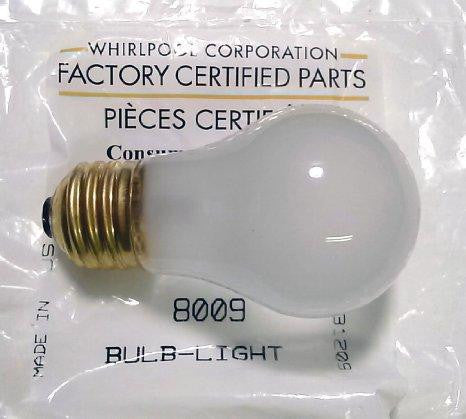 WHIRLPOOL CORPORATION
FACTORY CERTIFIED PARTS
PIÈCES
8009
BULB-LIGHT
MADE IN